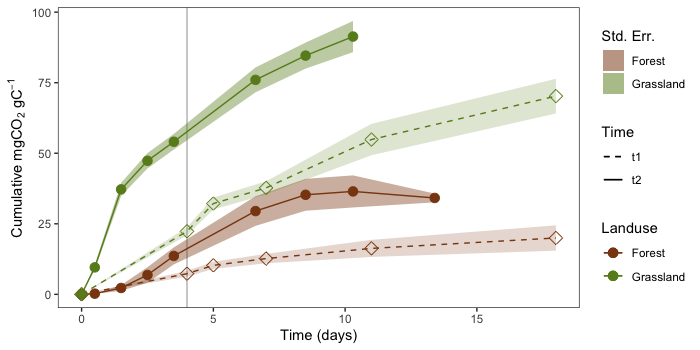 100
75
50
25
0
Cumulative mgCO₂ gC⁻¹
0
5
10
15
Time (days)
Std. Err.
Forest
Grassland
Time
t1
t2
Landuse
Forest
Grassland